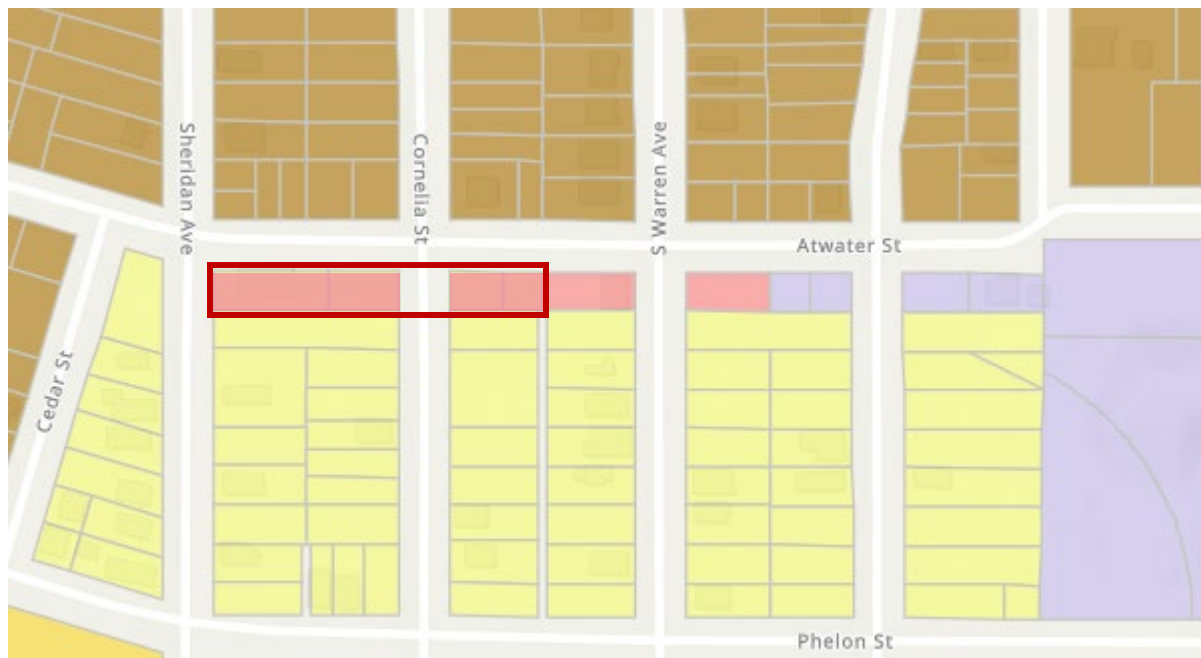 Sheridan Ave
Cornelia St
S Warren Ave
Atwater St
Cedar St
Phelon St